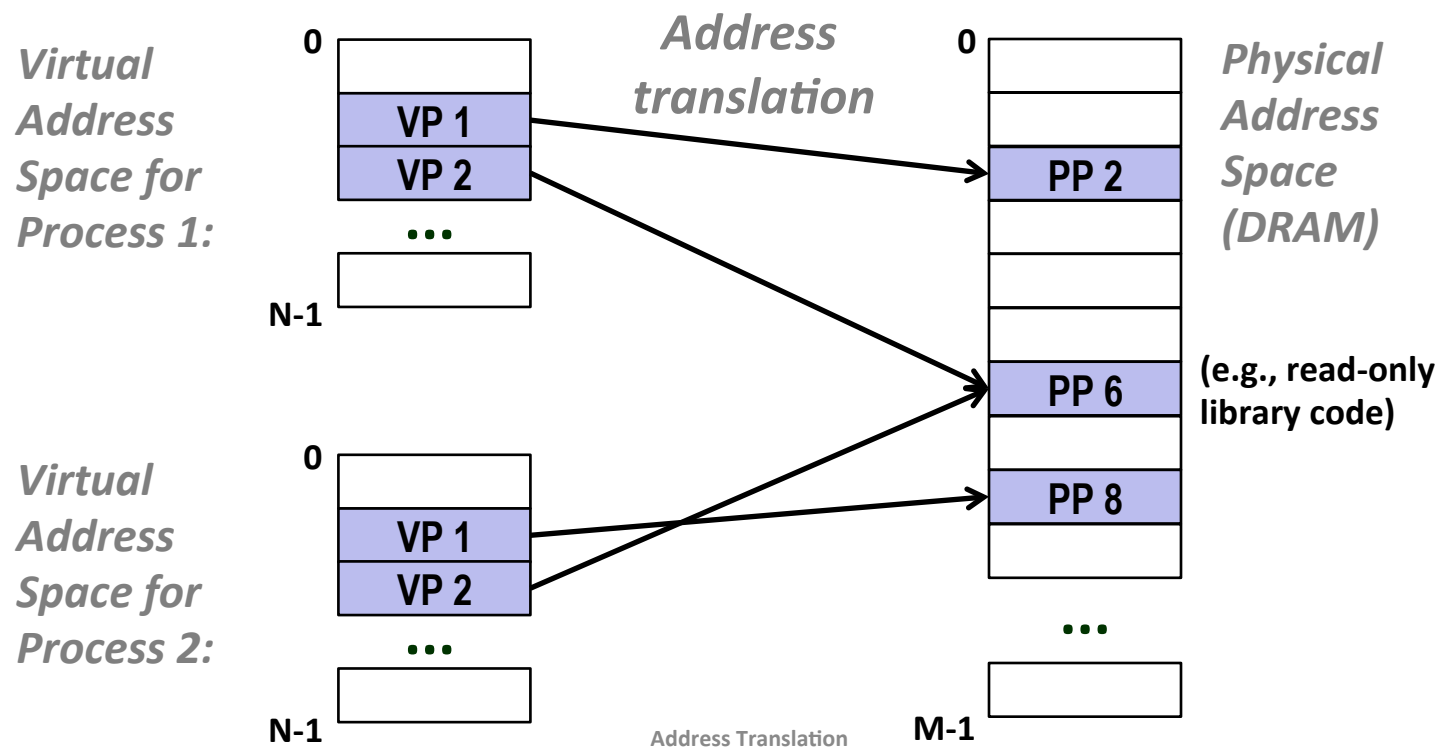 Virtual
Address
Space for
Process 1:
0
VP 1
VP 2
...
N-1
Address
translation
0
PP 2
PP 6
PP 8
...
M-1
Physical
Address
Space
(DRAM)
(e.g., read-only
library code)
Virtual
Address
Space for
Process 2:
0
VP 1
VP 2
...
N-1
Address Translation